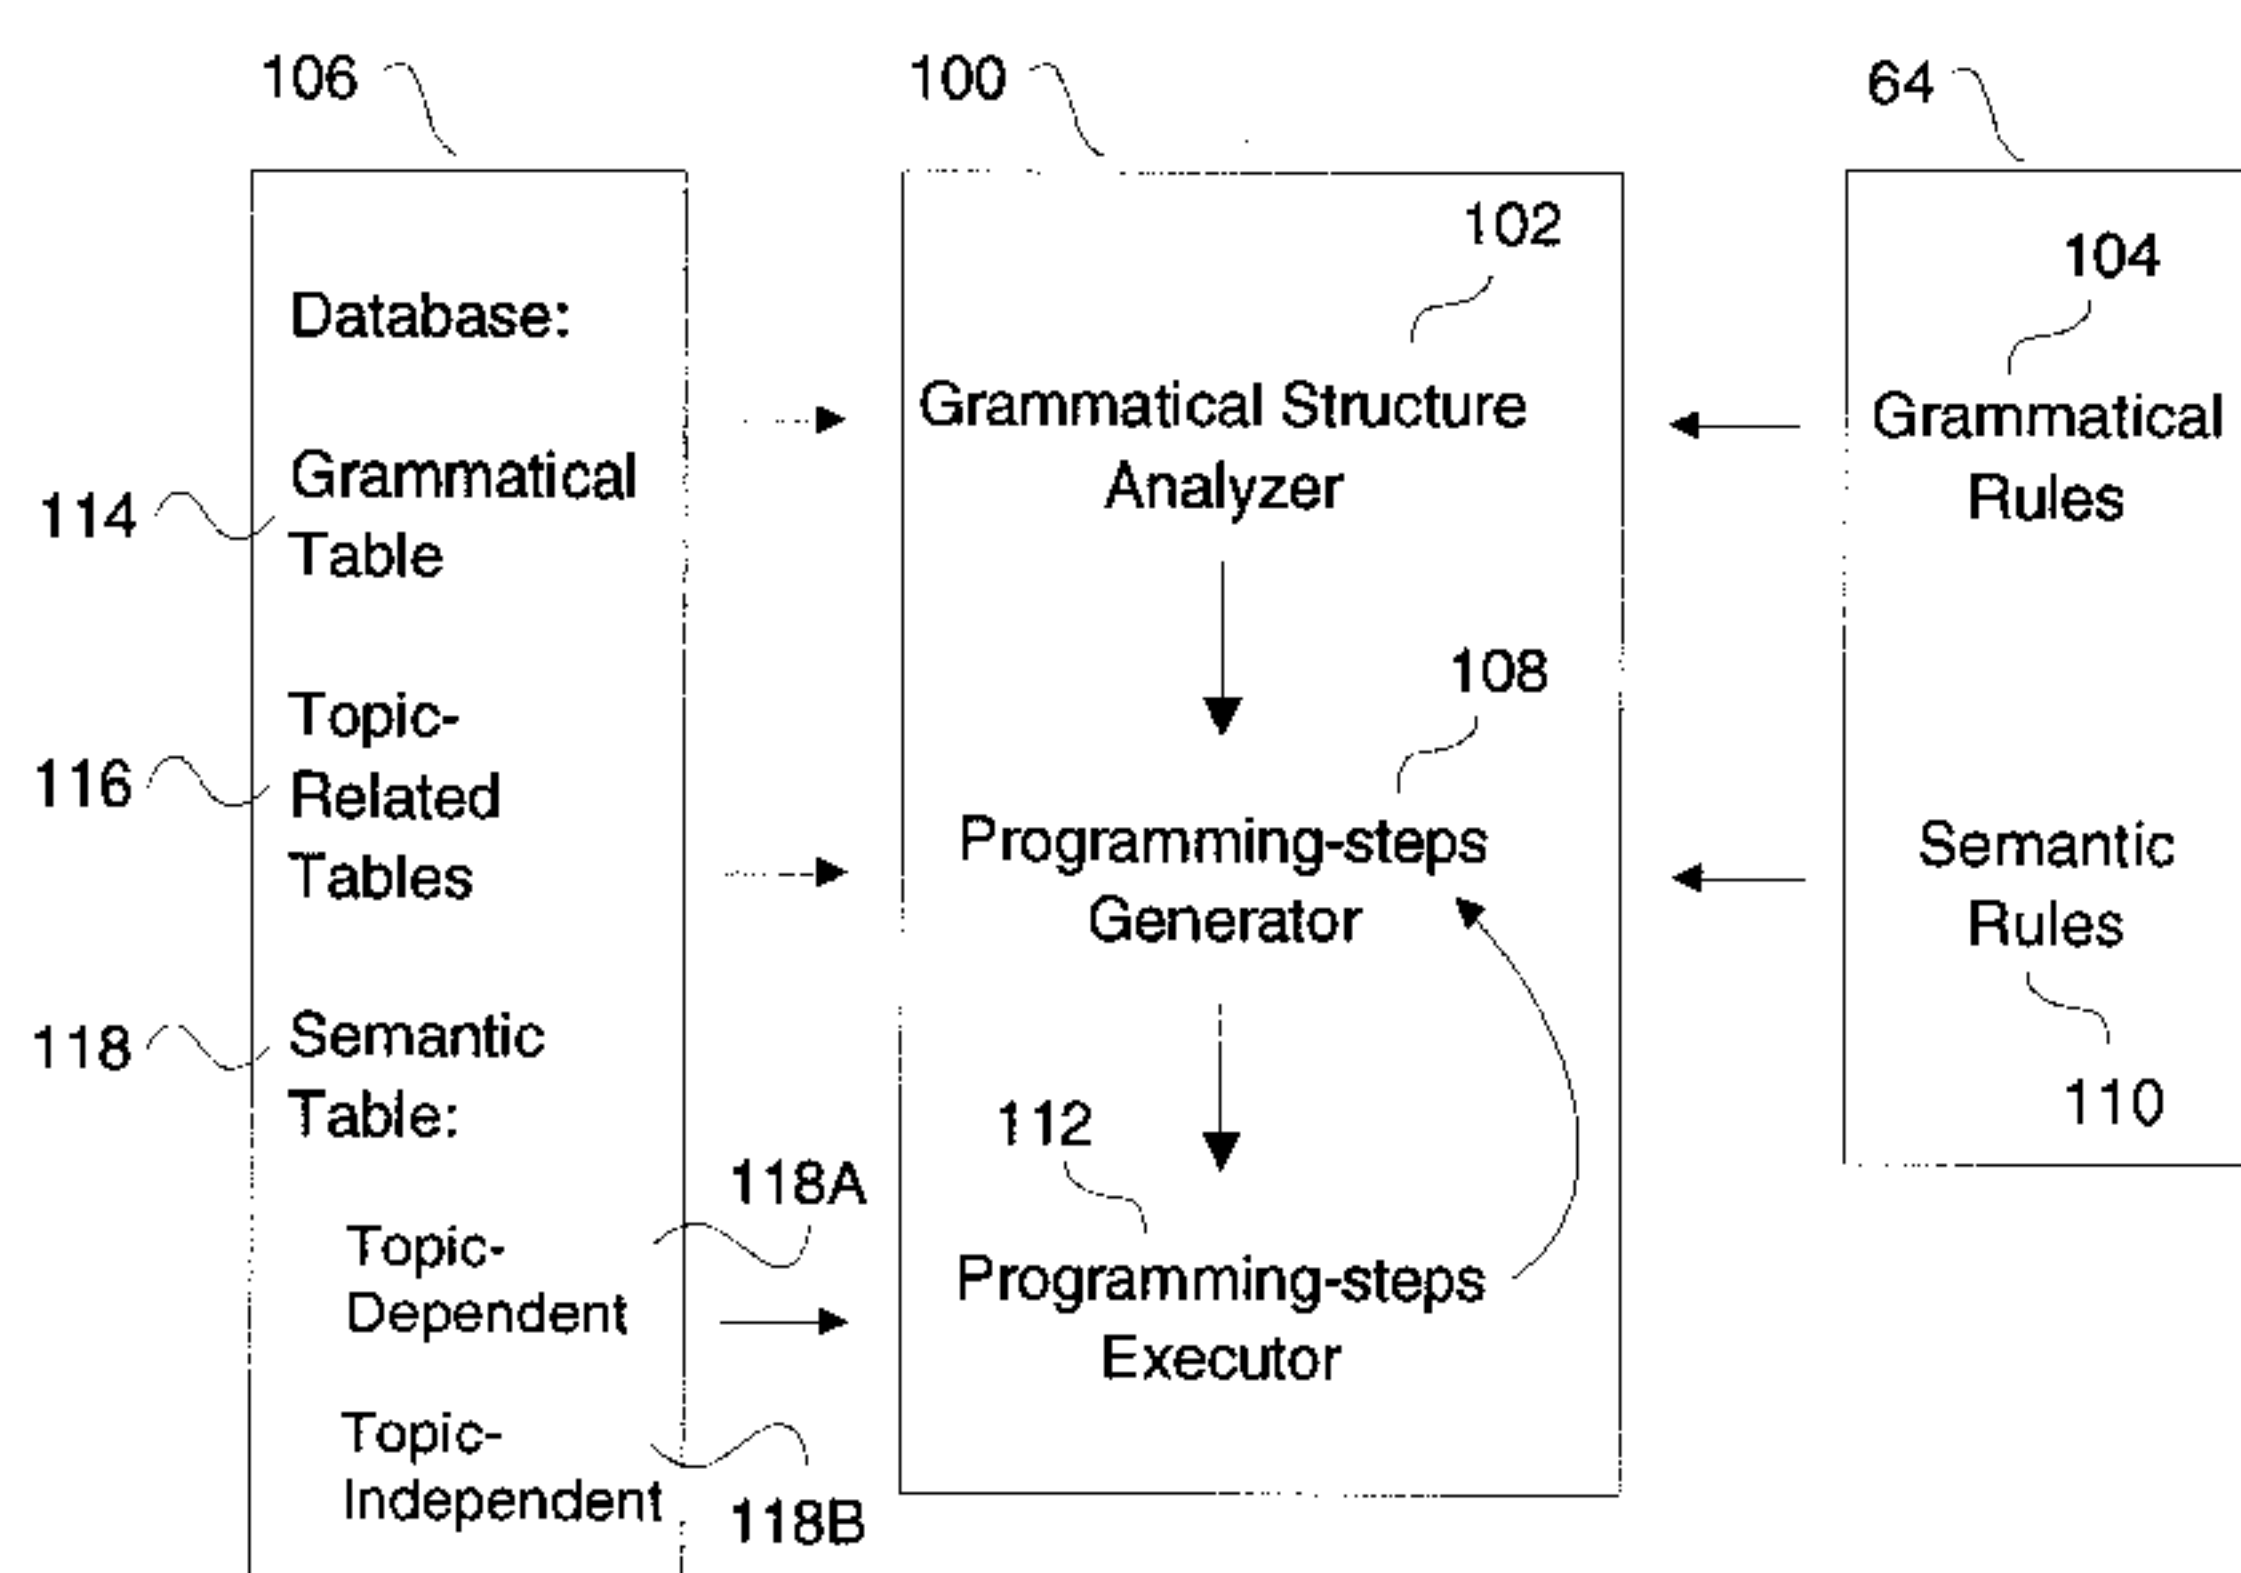 106
100
64
102
104
Database:
Grammatical Structure
Analyzer
Grammatical
Rules
114
Grammatical
Table
108
116
Topic-
Related
Tables
Programming-steps
Generator
Semantic
Rules
110
118
Semantic
Table:
112
118A
Topic-
Dependent
Programming-steps
Executor
Topic-
Independent
118B